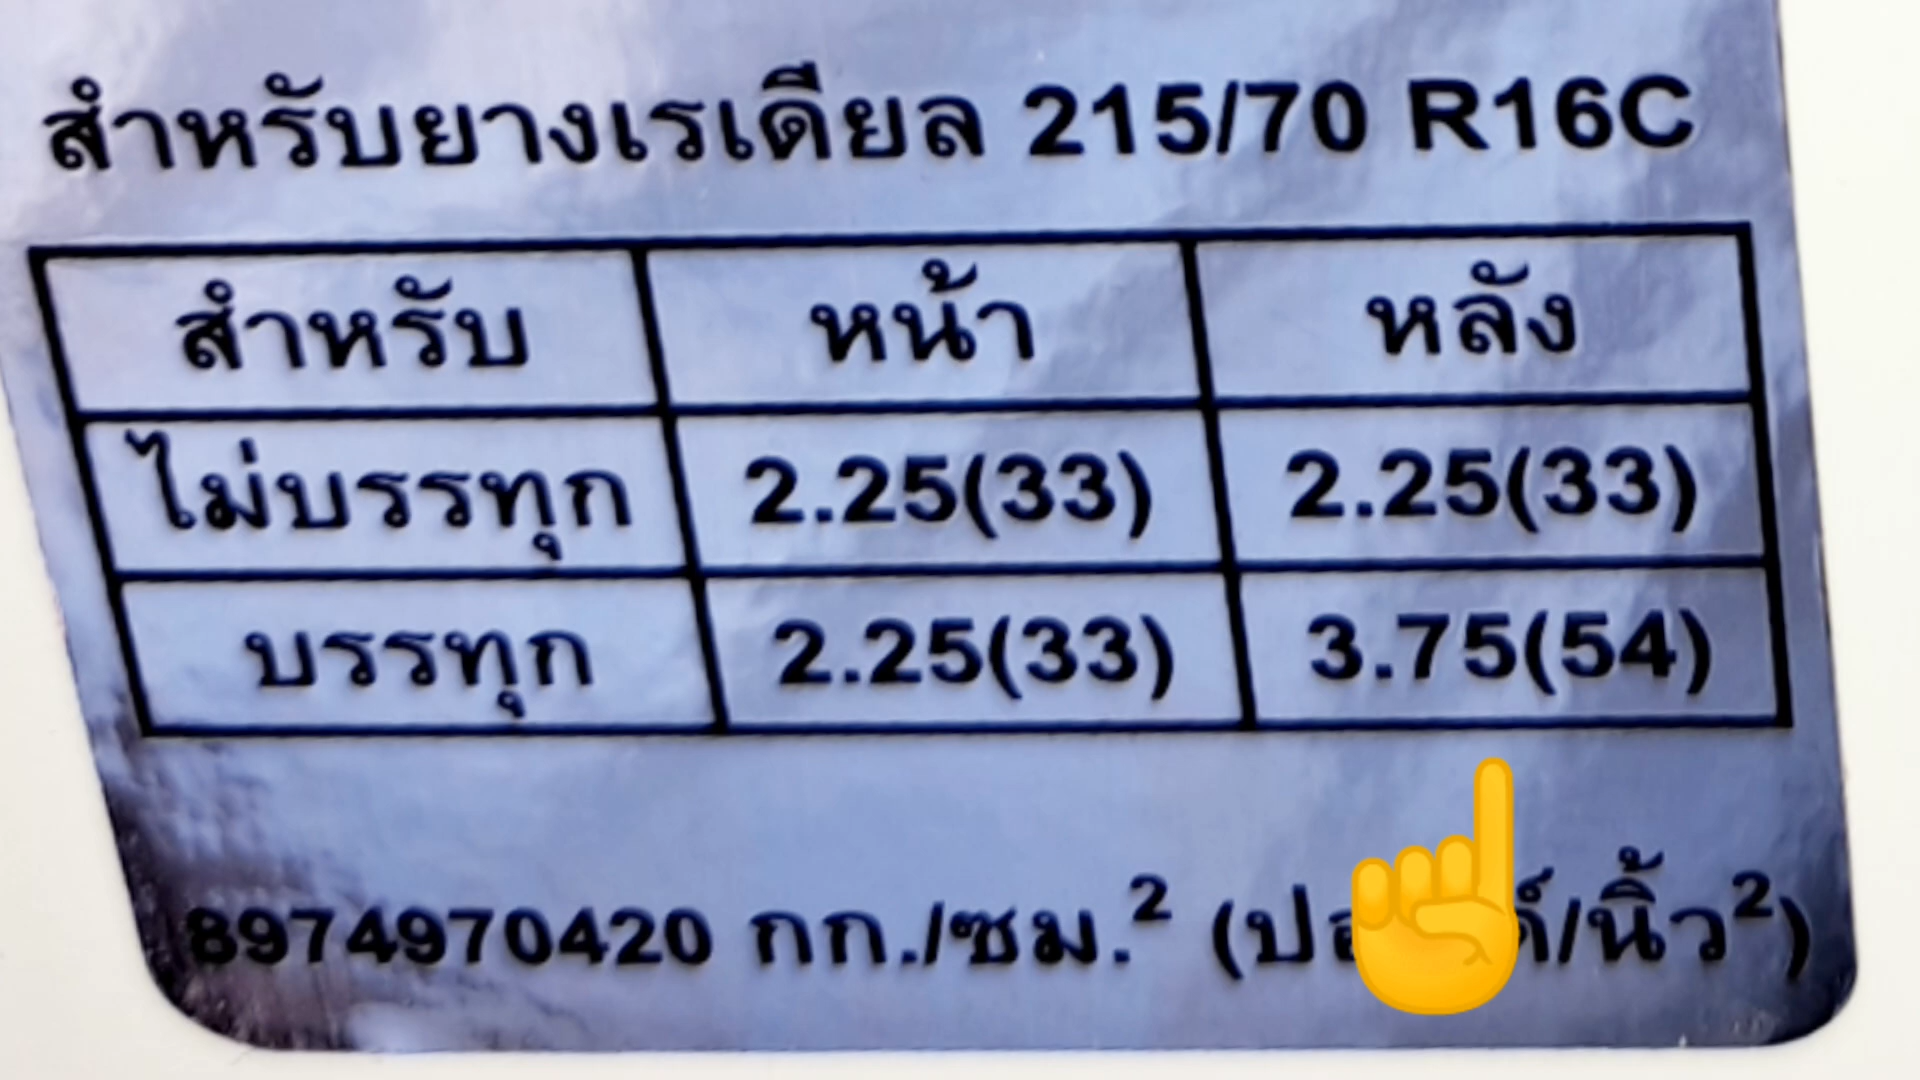 สำหรับยางเรเดียล 215/70 R16C
สำหรับ หน้า หลัง
ไม่บรรทุก 2.25(33) 2.25(33)
บรรทุก 2.25(33) 3.75(54)
8974970420 กก./ซม.² (/นิ้ว²)